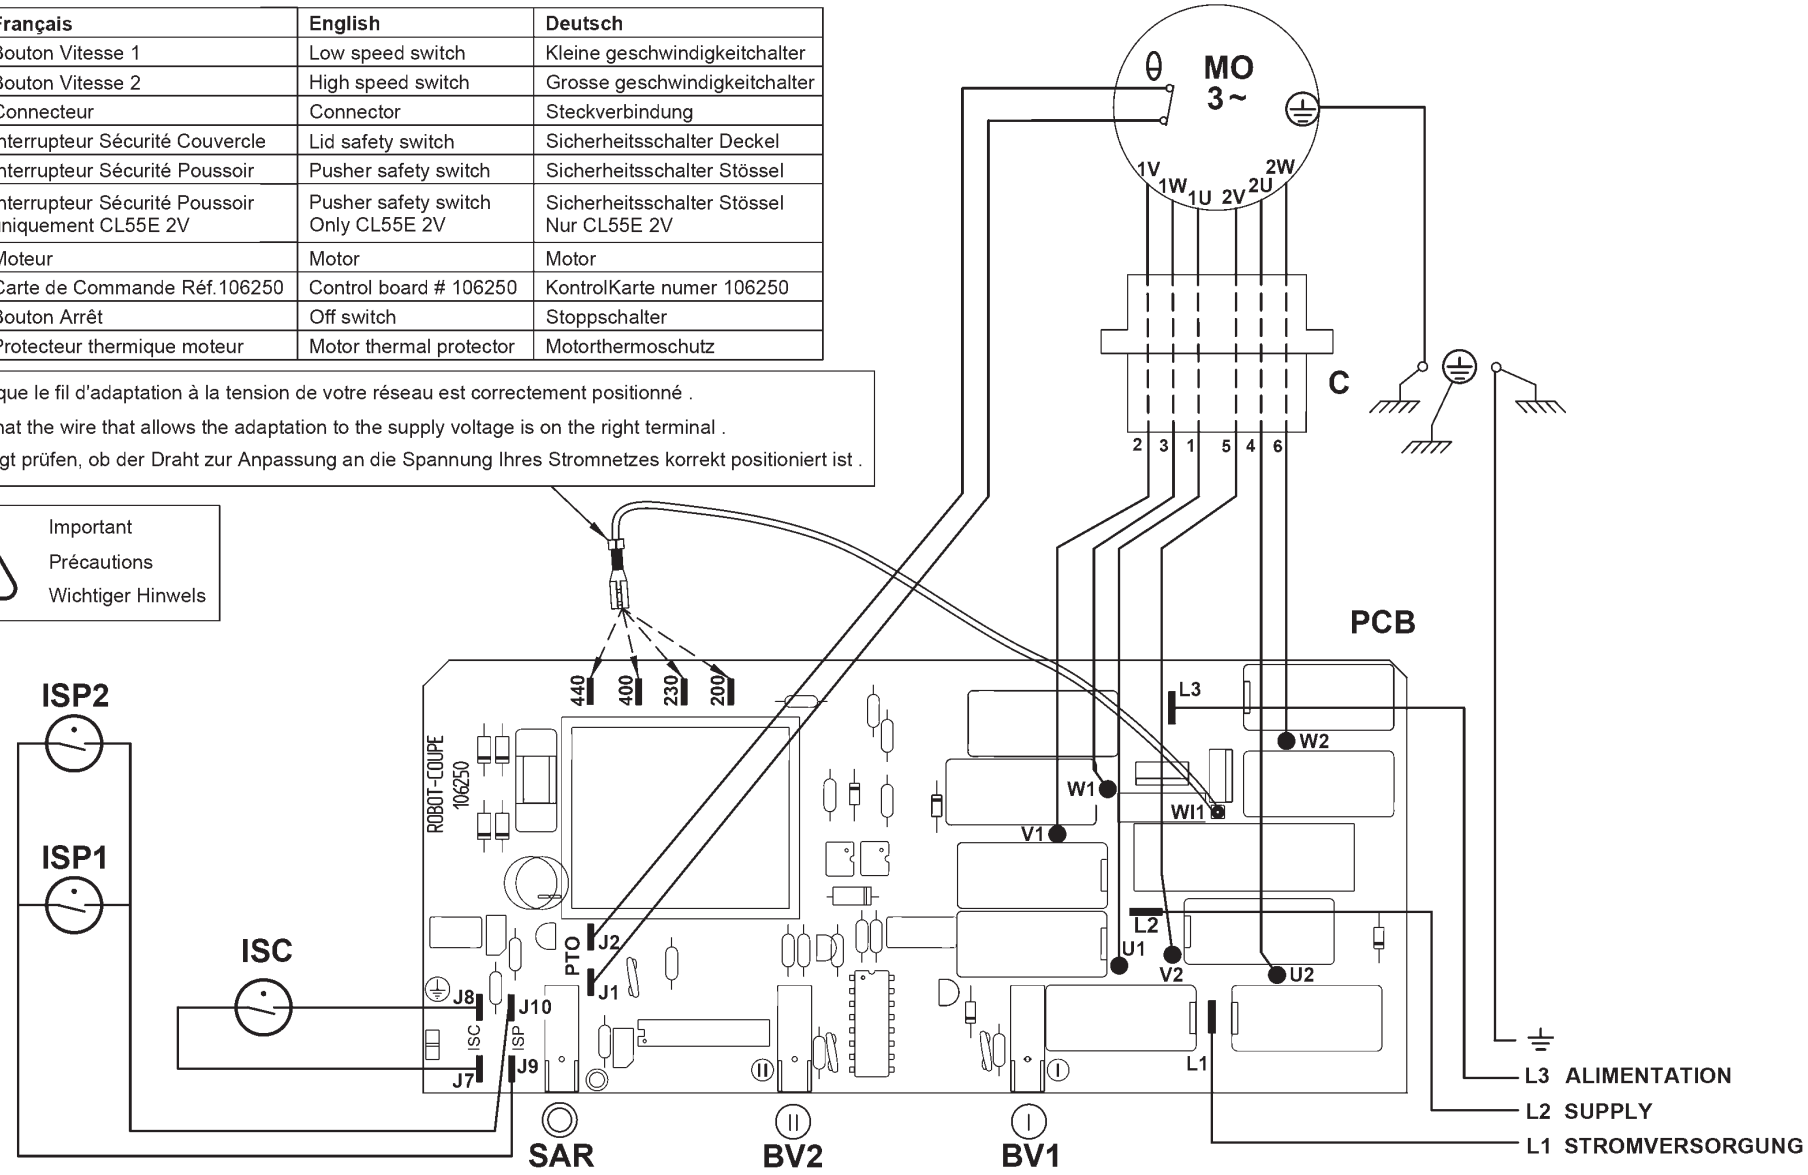 Français English Deutsch
Bouton Vitesse 1 Low speed switch Kleine geschwindigkeitchalter
Bouton Vitesse 2 High speed switch Grosse geschwindigkeitchalter
Connecteur Connector Steckverbindung
nterrupteur Sécurité Couvercle Lid safety switch Sicherheitsschalter Deckel
nterrupteur Sécurité Poussoir Pusher safety switch Sicherheitsschalter Stössel
nterrupteur Sécurité Poussoir Pusher safety switch Sicherheitsschalter Stössel
niquement CL55E 2V Only CL55E 2V Nur CL55E 2V
Moteur Motor Motor
Carte de Commande Réf.106250 Control board # 106250 KontrolKarte numer 106250
Bouton Arrêt Off switch Stoppschalter
Protecteur thermique moteur Motor thermal protector Motorthermoschutz
que le fil d'adaptation à la tension de votre réseau est correctement positionné .
hat the wire that allows the adaptation to the supply voltage is on the right terminal .
gt prüfen, ob der Draht zur Anpassung an die Spannung Ihres Stromnetzes korrekt positioniert ist .
Important
Précautions
Wichtiger Hinwels
θ MO
3 ~
1V 1W 1U 2V 2U 2W
C
2 3 1 5 4 6
PCB
440 400 230 200
ROBOT-COUPE
106250
L3
W2
W1
WI1
V1
L2
U1
V2
U2
L1
ISP2
ISP1
ISC
PTO
J2
J1
J8
J10
ISC
ISP
J7
J9
II
I
SAR
II
BV2
I
BV1
L3 ALIMENTATION
L2 SUPPLY
L1 STROMVERSORGUNG